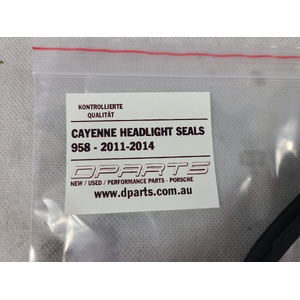 KONTROLLIERTE
QUALITÄT
CAYENNE HEADLIGHT SEALS
958 - 2011-2014
DPARTS
NEW / USED / PERFORMANCE PARTS - PORSCHE
www.dparts.com.au